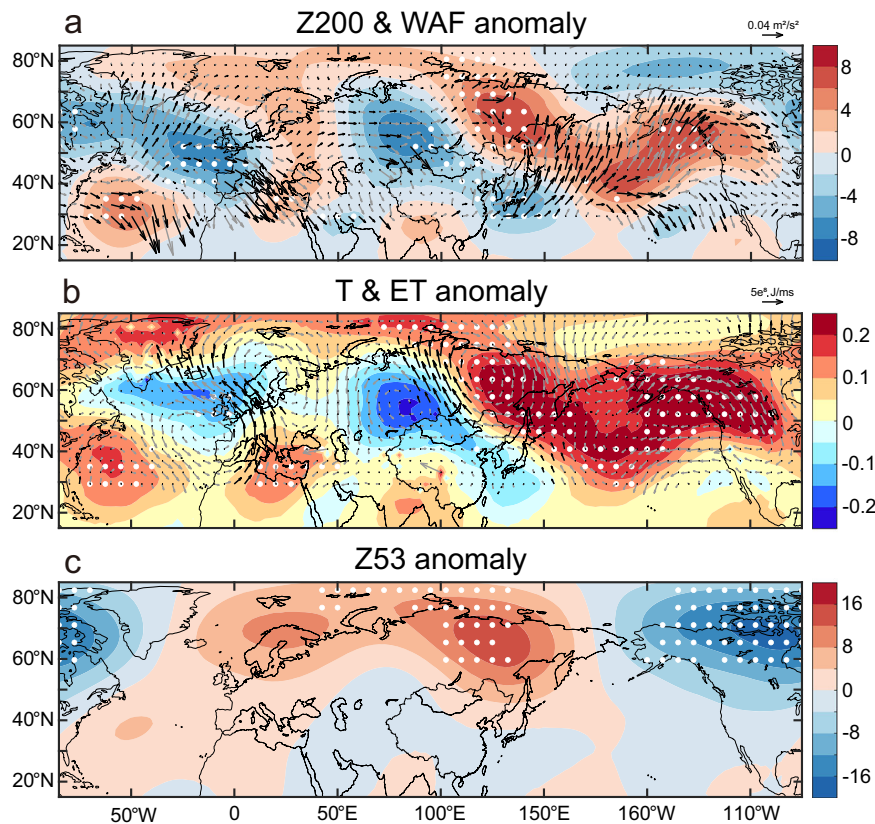 a
Z200 & WAF anomaly
0.04 m²/s²
80°N
60°N
40°N
20°N
8
4
0
-4
-8
b
T & ET anomaly
5e⁸, J/ms
80°N
60°N
40°N
20°N
0.2
0.1
0
-0.1
-0.2
c
Z53 anomaly
80°N
60°N
40°N
20°N
16
8
0
-8
-16
50°W 0 50°E 100°E 150°E 160°W 110°W